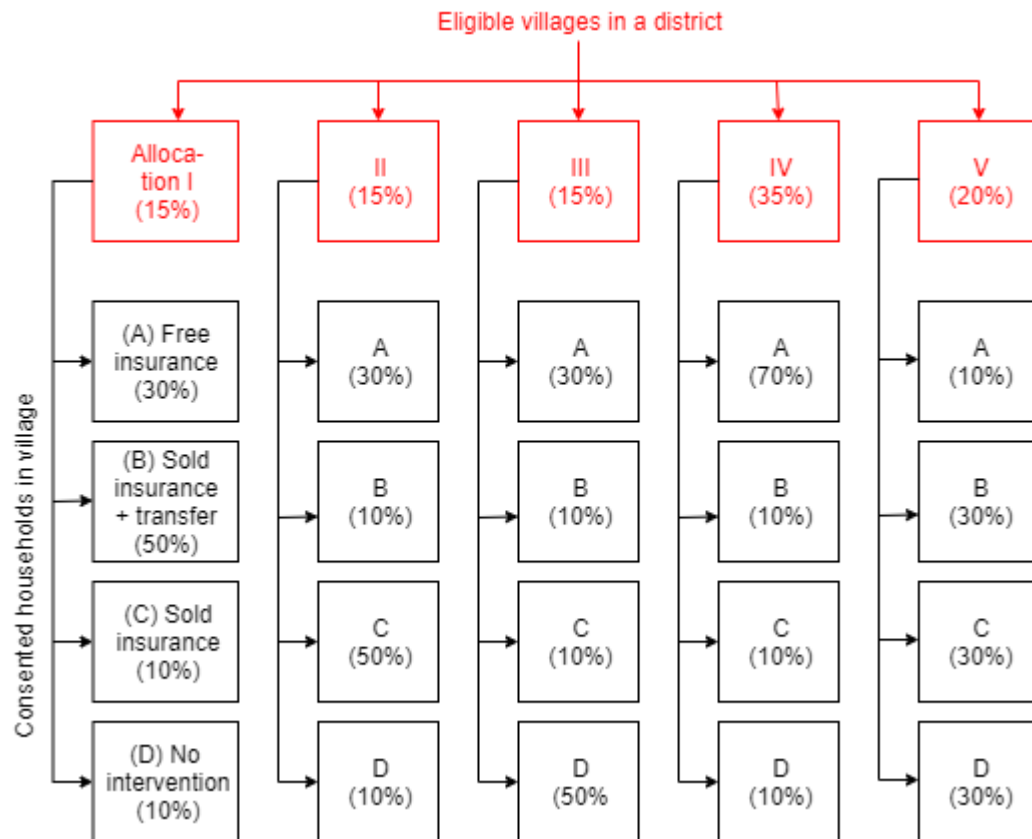 Eligible villages in a district
Alloca-
tion I
(15%)
II
(15%)
III
(15%)
IV
(35%)
V
(20%)
Consented households in village
(A) Free
insurance
(30%)
A
(30%)
A
(30%)
A
(70%)
A
(10%)
(B) Sold
insurance
+ transfer
(50%)
B
(10%)
B
(10%)
B
(10%)
B
(30%)
(C) Sold
insurance
(10%)
C
(50%)
C
(10%)
C
(10%)
C
(30%)
(D) No
intervention
(10%)
D
(10%)
D
(50%
D
(10%)
D
(30%)